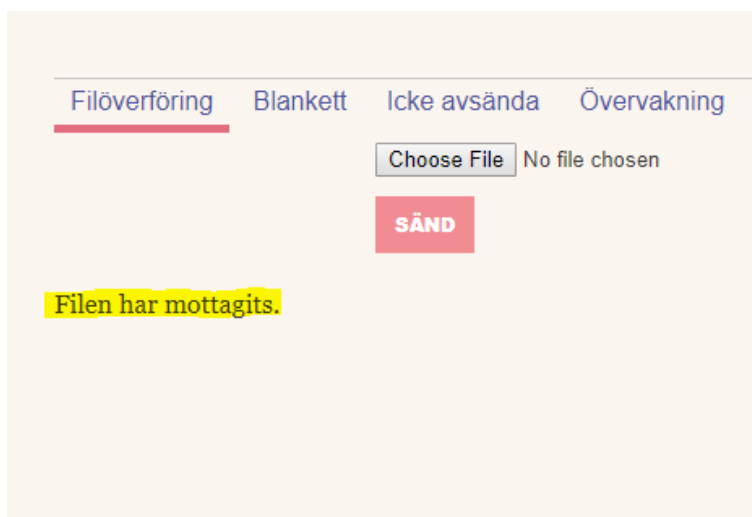 Filöverföring Blankett Icke avsända Övervakning
Choose File No file chosen
SÄND
Filen har mottagits.